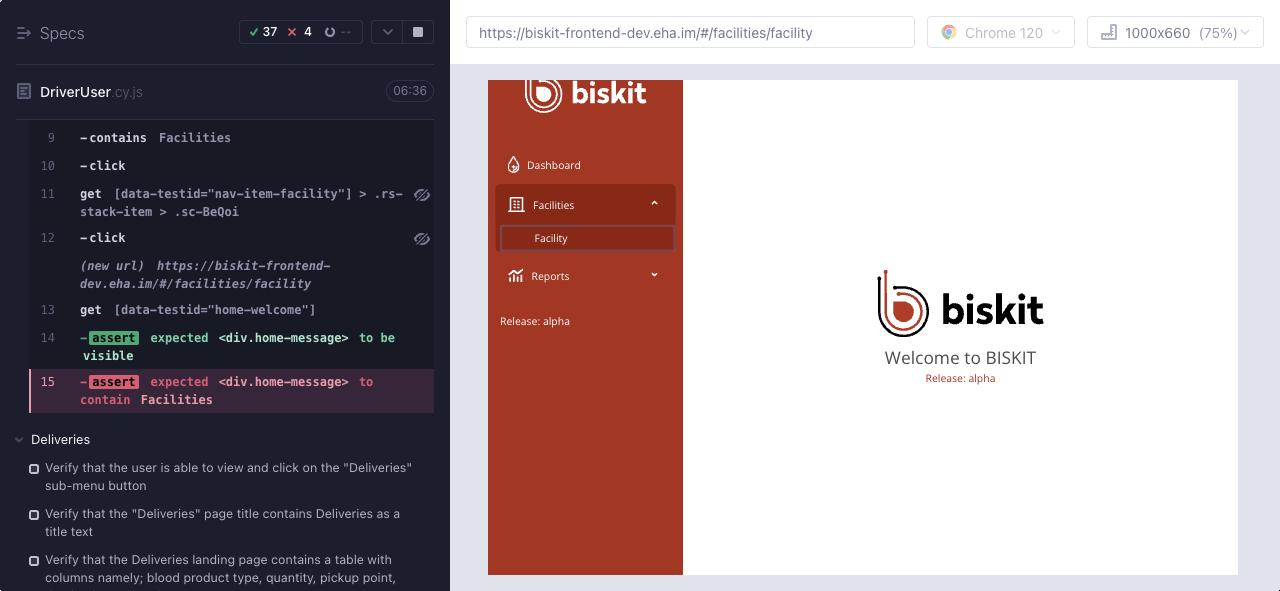 Specs
37 4 --
DriverUser.cy.js
06:36
9 -contains Facilities
10 -click
11 get [data-testid="nav-item-facility"] > .rs-
stack-item > .sc-BeQoi
12 -click
(new url) https://biskit-frontend-
dev.eha.im/#/facilities/facility
13 get [data-testid="home-welcome"]
14 -assert expected <div.home-message> to be
visible
15 -assert expected <div.home-message> to
contain Facilities
Deliveries
Verify that the user is able to view and click on the "Deliveries"
sub-menu button
Verify that the "Deliveries" page title contains Deliveries as a
title text
Verify that the Deliveries landing page contains a table with
columns namely; blood product type, quantity, pickup point,
https://biskit-frontend-dev.eha.im/#/facilities/facility
Chrome 120
1000x660 (75%)
biskit
Dashboard
Facilities
Facility
Reports
Release: alpha
biskit
Welcome to BISKIT
Release: alpha